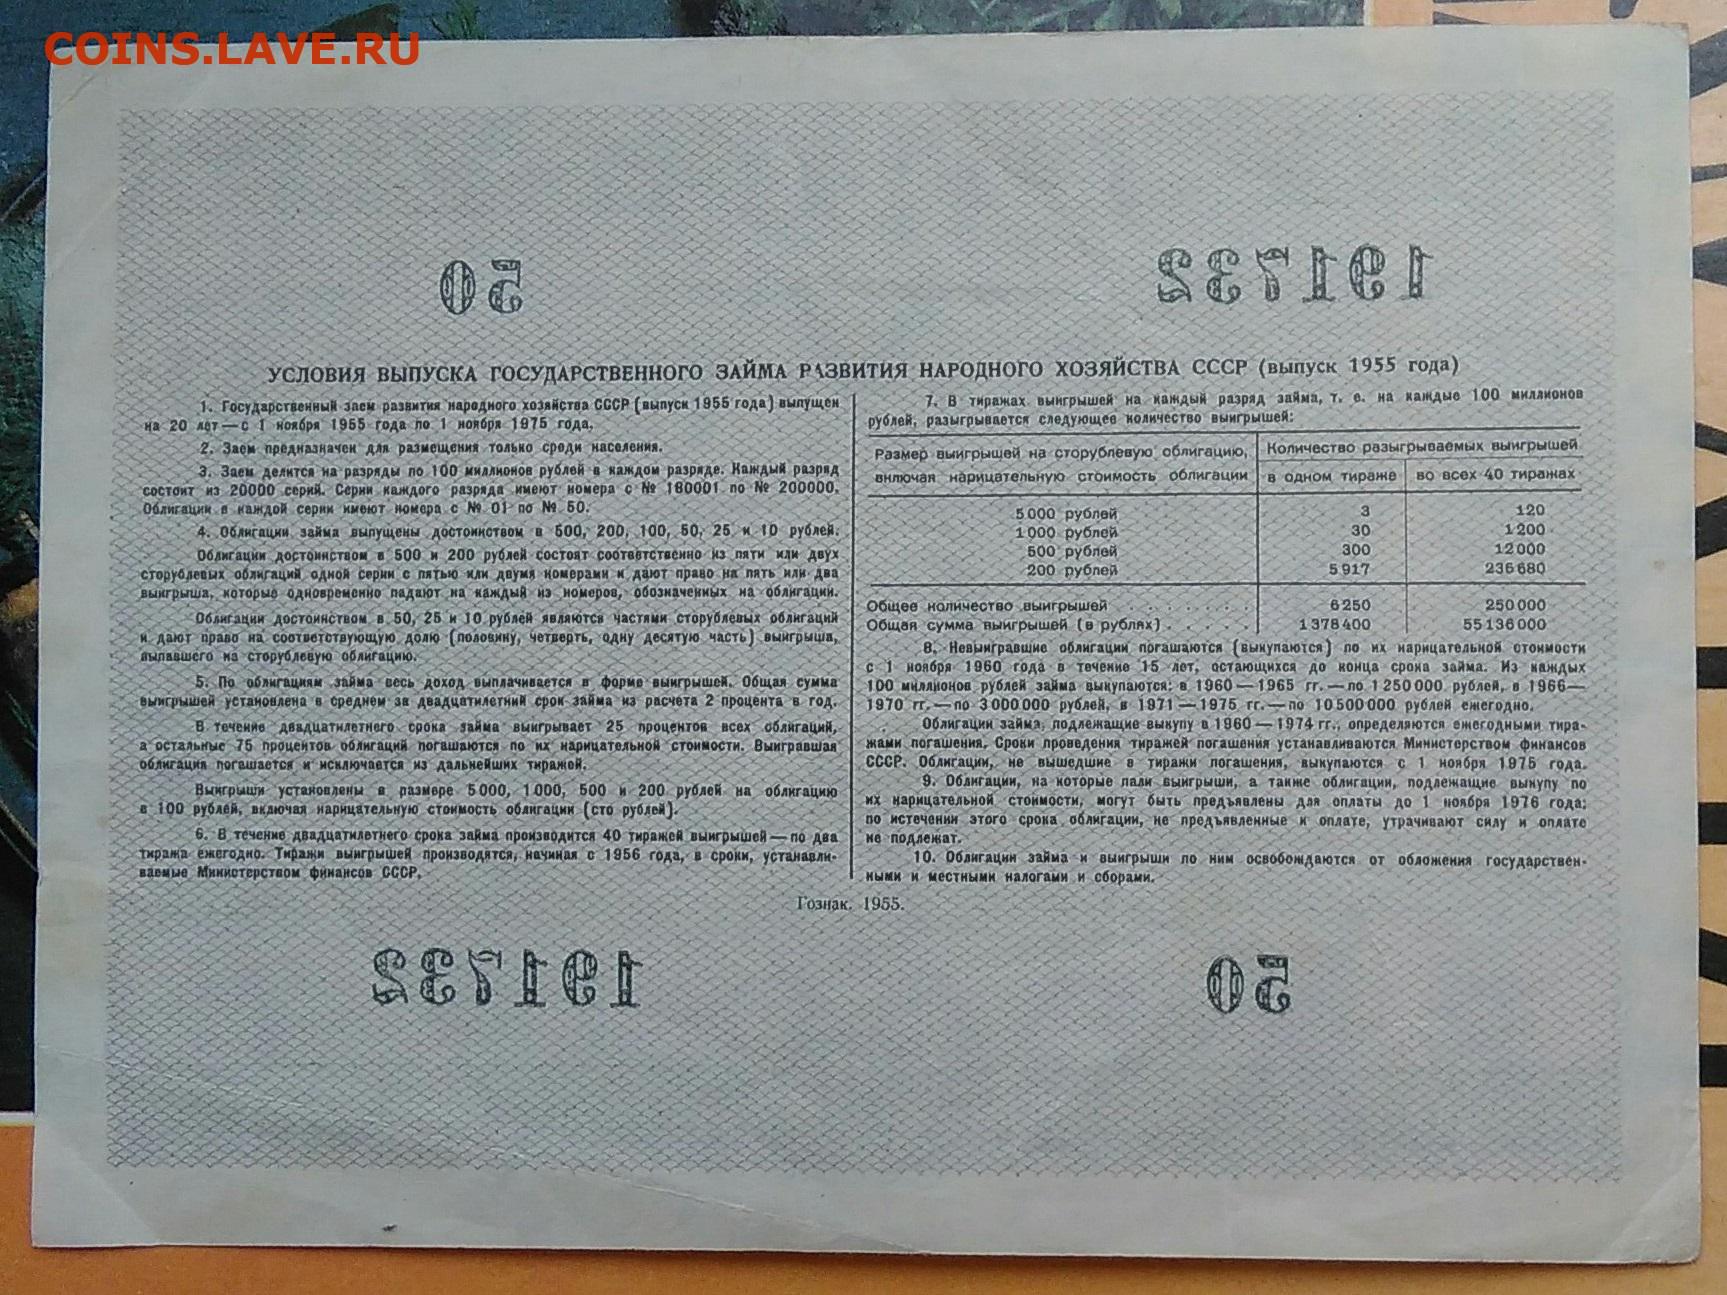 COINS.LAVE.RU
50
191732
УСЛОВИЯ ВЫПУСКА ГОСУДАРСТВЕННОГО ЗАЙМА РАЗВИТИЯ НАРОДНОГО ХОЗЯЙСТВА СССР (выпуск 1955 года)
1. Государственный заем развития народного хозяйства СССР (выпуск 1955 года) выпущен
на 20 лет — с 1 ноября 1955 года по 1 ноября 1975 года.
2. Заем предназначен для размещения только среди населения.
3. Заем делится на разряды по 100 миллионов рублей в каждом разряде. Каждый разряд
состоит из 20000 серий. Серии каждого разряда имеют номера с № 180001 по № 200000.
Облигации в каждой серии имеют номера с № 01 по № 50.
4. Облигации займа выпущены достоинством в 500, 200, 100, 50, 25 и 10 рублей.
Облигации достоинством в 500 и 200 рублей состоят соответственно из пяти или двух
сторублевых облигаций одной серии с пятью или двумя номерами и дают право на пять или два
выигрыша, которые одновременно падают на каждый из номеров, обозначенных на облигации.
Облигации достоинством в 50, 25 и 10 рублей являются частями сторублевых облигаций
и дают право на соответствующую долю (половину, четверть, одну десятую часть) выигрыша,
выпавшего на сторублевую облигацию.
5. По облигациям займа весь доход выплачивается в форме выигрышей. Общая сумма
выигрышей установлена в среднем за двадцатилетний срок займа из расчета 2 процента в год.
В течение двадцатилетнего срока займа выигрывает 25 процентов всех облигаций,
а остальные 75 процентов облигаций погашаются по их нарицательной стоимости. Выигравшая
облигация погашается и исключается из дальнейших тиражей.
Выигрыши установлены в размере 5000, 1000, 500 и 200 рублей на облигацию
в 100 рублей, включая нарицательную стоимость облигации (сто рублей).
6. В течение двадцатилетнего срока займа производится 40 тиражей выигрышей — по два
тиража ежегодно. Тиражи выигрышей производятся, начиная с 1956 года, в сроки, устанавли-
ваемые Министерством финансов СССР.
7. В тиражах выигрышей на каждый разряд займа, т. е. на каждые 100 миллионов
рублей, разыгрывается следующее количество выигрышей:
Размер выигрышей на сторублевую облигацию, Количество разыгрываемых выигрышей
включая нарицательную стоимость облигации в одном тираже во всех 40 тиражах
5000 рублей 3 120
1000 рублей 30 1200
500 рублей 300 12000
200 рублей 5917 236680
Общее количество выигрышей . . . . . . . 6250 250000
Общая сумма выигрышей (в рублях) . . . . . 1378400 55136000
8. Невыигравшие облигации погашаются (выкупаются) по их нарицательной стоимости
с 1 ноября 1960 года в течение 15 лет, остающихся до конца срока займа. Из каждых
100 миллионов рублей займа выкупаются: в 1960—1965 гг.—по 1250000 рублей, в 1966—
1970 гг.—по 3000000 рублей, в 1971—1975 гг.—по 10500000 рублей ежегодно.
Облигации займа, подлежащие выкупу в 1960—1974 гг., определяются ежегодными тира-
жами погашения. Сроки проведения тиражей погашения устанавливаются Министерством финансов
СССР. Облигации, не вышедшие в тиражи погашения, выкупаются с 1 ноября 1975 года.
9. Облигации, на которые пали выигрыши, а также облигации, подлежащие выкупу по
их нарицательной стоимости, могут быть предъявлены для оплаты до 1 ноября 1976 года;
по истечении этого срока облигации, не предъявленные к оплате, утрачивают силу и оплате
не подлежат.
10. Облигации займа и выигрыши по ним освобождаются от обложения государствен-
ными и местными налогами и сборами.
Гознак. 1955.
191732
50